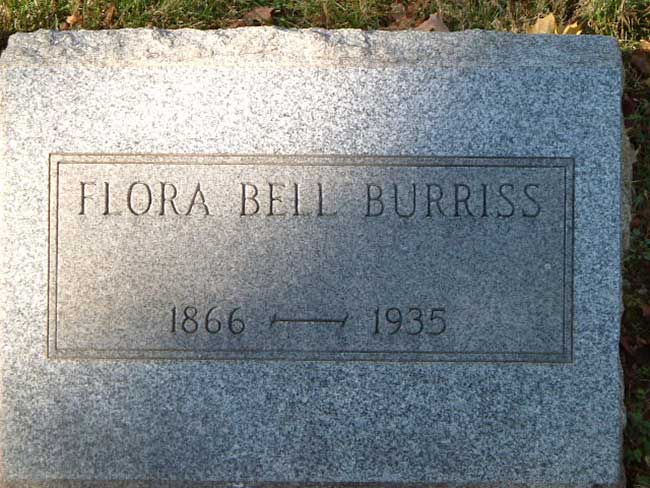 FLORA BELL BURRISS
1866 — 1935